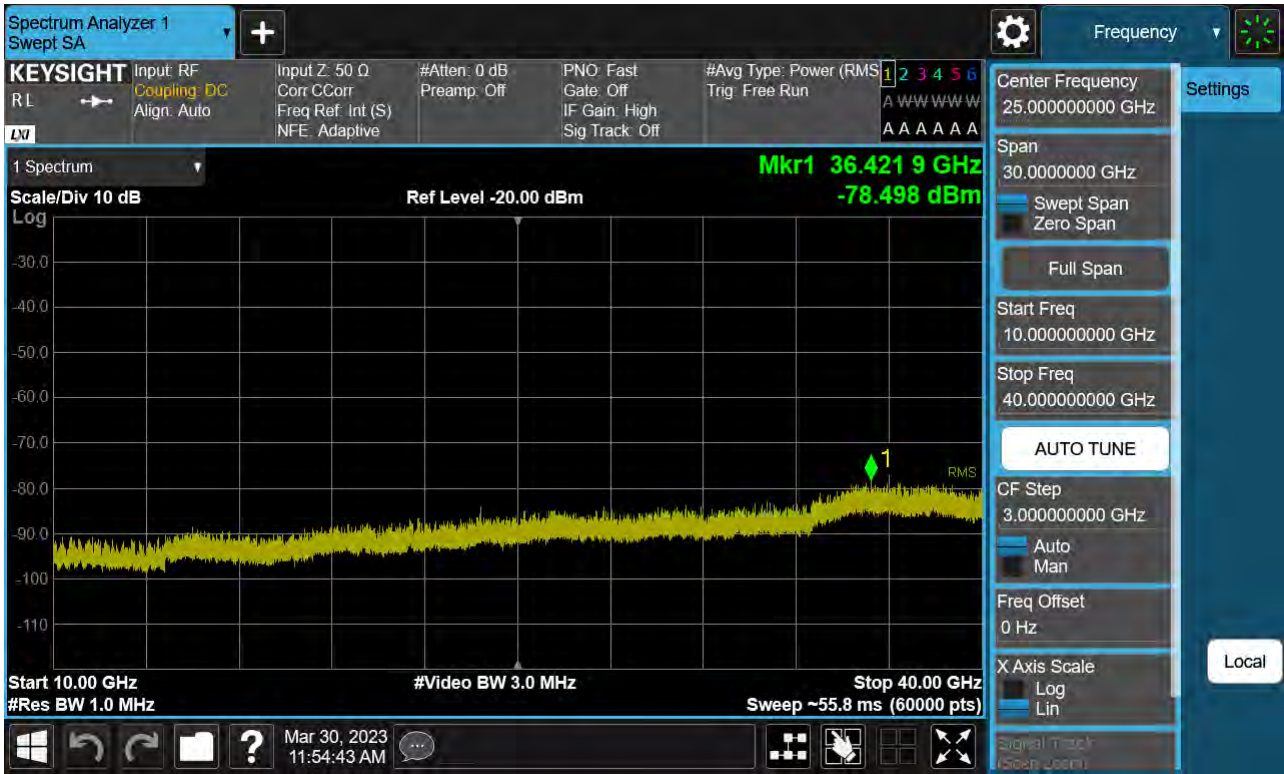 Spectrum Analyzer 1
Swept SA
+
Frequency
KEYSIGHT
RL
LXI
Input: RF
Coupling: DC
Align: Auto
Input Z: 50 Ω
Corr CCorr
Freq Ref: Int (S)
NFE: Adaptive
#Atten: 0 dB
Preamp: Off
PNO: Fast
Gate: Off
IF Gain: High
Sig Track: Off
#Avg Type: Power (RMS
Trig: Free Run
1 2 3 4 5 6
A W W W W W
A A A A A A
1 Spectrum
Mkr1 36.421 9 GHz
-78.498 dBm
Scale/Div 10 dB
Ref Level -20.00 dBm
Log
-30.0
-40.0
-50.0
-60.0
-70.0
-80.0
-90.0
-100
-110
1
RMS
Start 10.00 GHz
#Video BW 3.0 MHz
Stop 40.00 GHz
#Res BW 1.0 MHz
Sweep ~55.8 ms (60000 pts)
Center Frequency
25.000000000 GHz
Span
30.0000000 GHz
Swept Span
Zero Span
Full Span
Start Freq
10.000000000 GHz
Stop Freq
40.000000000 GHz
AUTO TUNE
CF Step
3.000000000 GHz
Auto
Man
Freq Offset
0 Hz
X Axis Scale
Log
Lin
Signal Track
(Span Zoom)
Settings
Local
?
Mar 30, 2023
11:54:43 AM